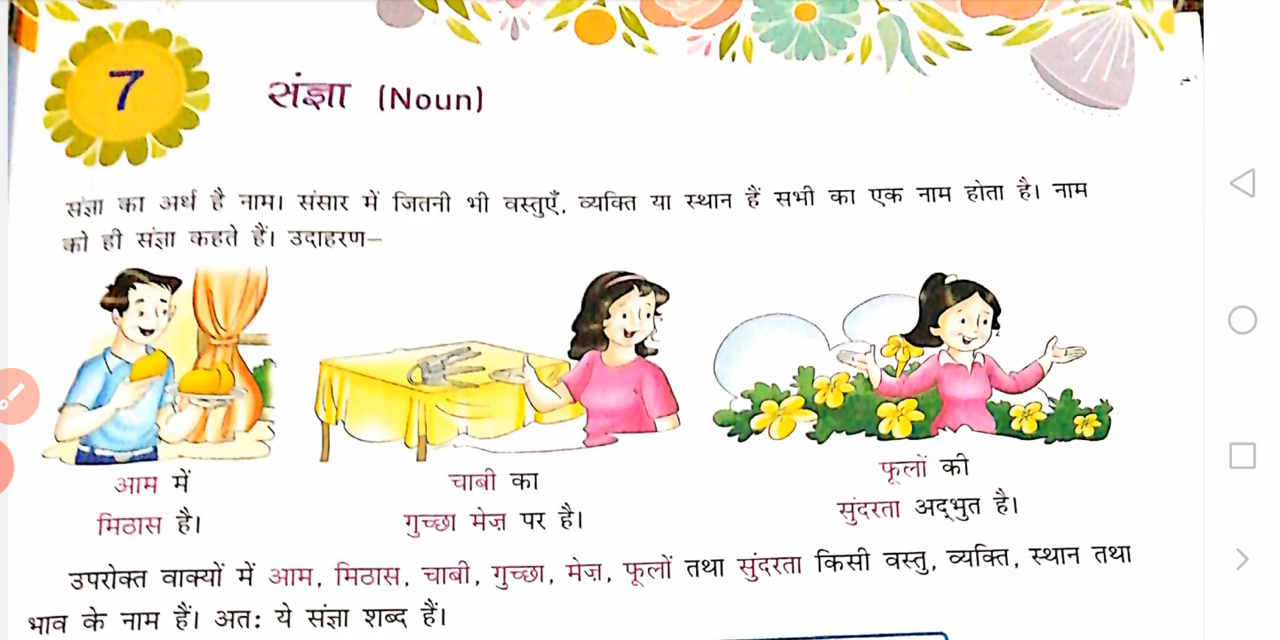 7
संज्ञा (Noun)
संज्ञा का अर्थ है नाम। संसार में जितनी भी वस्तुएँ, व्यक्ति या स्थान हैं सभी का एक नाम होता है। नाम
को ही संज्ञा कहते हैं। उदाहरण–
आम में
मिठास है।
चाबी का
गुच्छा मेज़ पर है।
फूलों की
सुंदरता अद्भुत है।
उपरोक्त वाक्यों में आम, मिठास, चाबी, गुच्छा, मेज़, फूलों तथा सुंदरता किसी वस्तु, व्यक्ति, स्थान तथा
भाव के नाम हैं। अतः ये संज्ञा शब्द हैं।